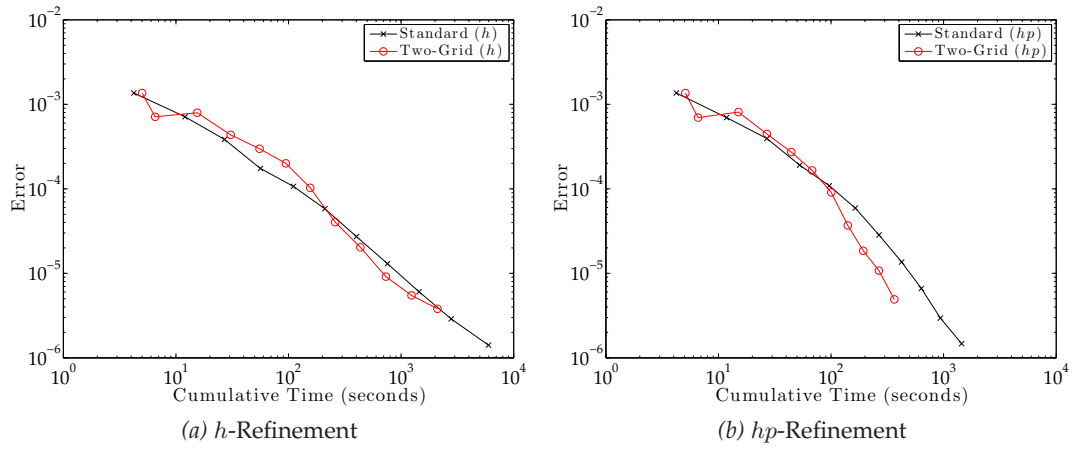 10^-2
10^-3
10^-4
10^-5
10^-6
Error
10^0 10^1 10^2 10^3 10^4
Cumulative Time (seconds)
Standard (h)
Two-Grid (h)
(a) h-Refinement
10^-2
10^-3
10^-4
10^-5
10^-6
Error
10^0 10^1 10^2 10^3 10^4
Cumulative Time (seconds)
Standard (hp)
Two-Grid (hp)
(b) hp-Refinement